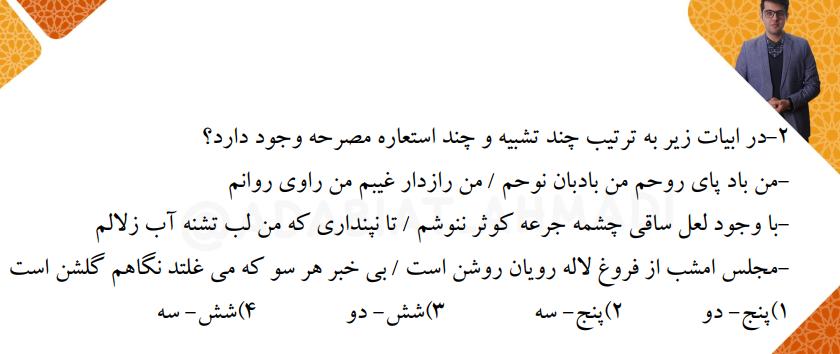 ۲-در ابیات زیر به ترتیب چند تشبیه و چند استعاره مصرحه وجود دارد؟
-من باد پای روحم من بادبان نوحم / من رازدار غیبم من راوی روانم
-با وجود لعل ساقی چشمه جرعه کوثر ننوشم / تا نپنداری که من لب تشنه آب زلالم
-مجلس امشب از فروغ لاله رویان روشن است / بی خبر هر سو که می غلتد نگاهم گلشن است
۱)پنج- دو ۲)پنج- سه ۳)شش- دو ۴)شش- سه
@ADABIAT_AHMADI